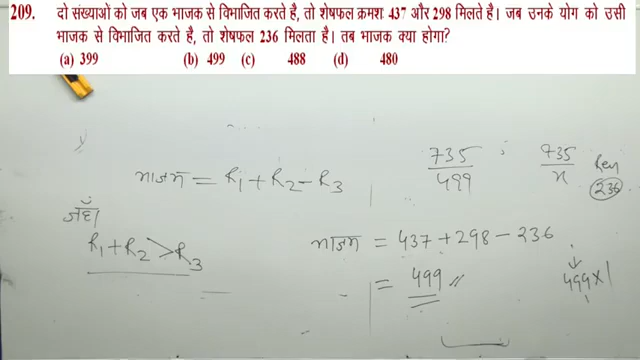 209. दो संख्याओं को जब एक भाजक से विभाजित करते है, तो शेषफल क्रमशः 437 और 298 मिलते है। जब उनके योग को उसी
भाजक से विभाजित करते है, तो शेषफल 236 मिलता है। तब भाजक क्या होगा?
(a) 399 (b) 499 (c) 488 (d) 480
भाजक = R₁ + R₂ - R₃
जहाँ
R₁ + R₂ > R₃
735/499
935/x Rem 236
भाजक = 437 + 298 - 236
= 499
499 × 1